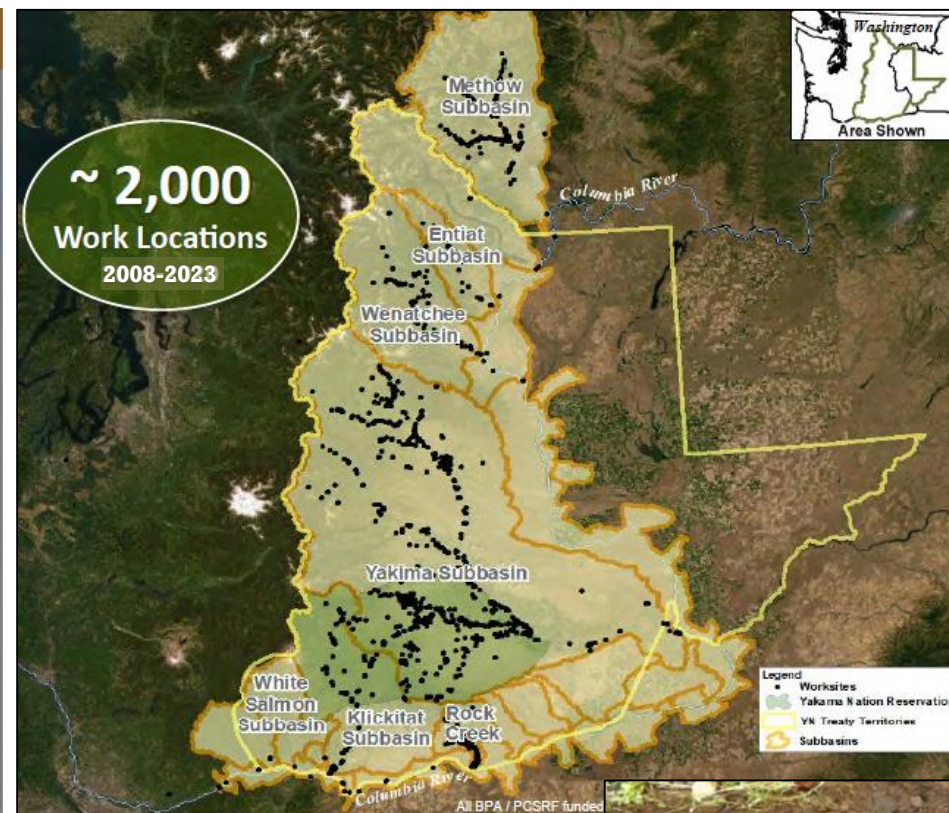 Washington
Area Shown
Methow
Subbasin
~ 2,000
Work Locations
2008-2023
Columbia River
Entiat
Subbasin
Wenatchee
Subbasin
Yakima Subbasin
White
Salmon
Subbasin
Klickitat
Subbasin
Rock
Creek
Columbia River
Legend
Worksites
Yakama Nation Reservation
YN Treaty Territories
Subbasins
All BPA / PCSRF funded